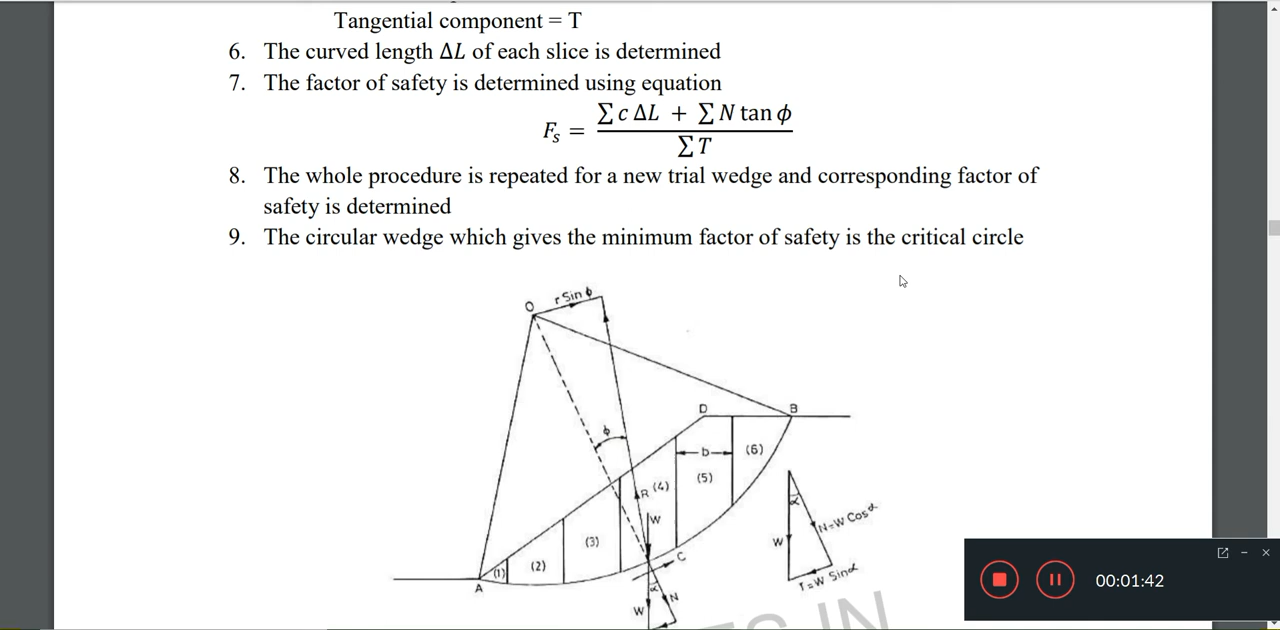 Tangential component = T
6. The curved length ΔL of each slice is determined
7. The factor of safety is determined using equation
F_s = (∑ c ΔL + ∑ N tan ϕ) / ∑ T
8. The whole procedure is repeated for a new trial wedge and corresponding factor of
safety is determined
9. The circular wedge which gives the minimum factor of safety is the critical circle
O
r Sin ϕ
D
B
ϕ
b
(6)
(5)
R
(4)
α
W
N=W Cosα
(3)
W
C
(2)
(1)
T=W Sinα
A
α
N
W
00:01:42